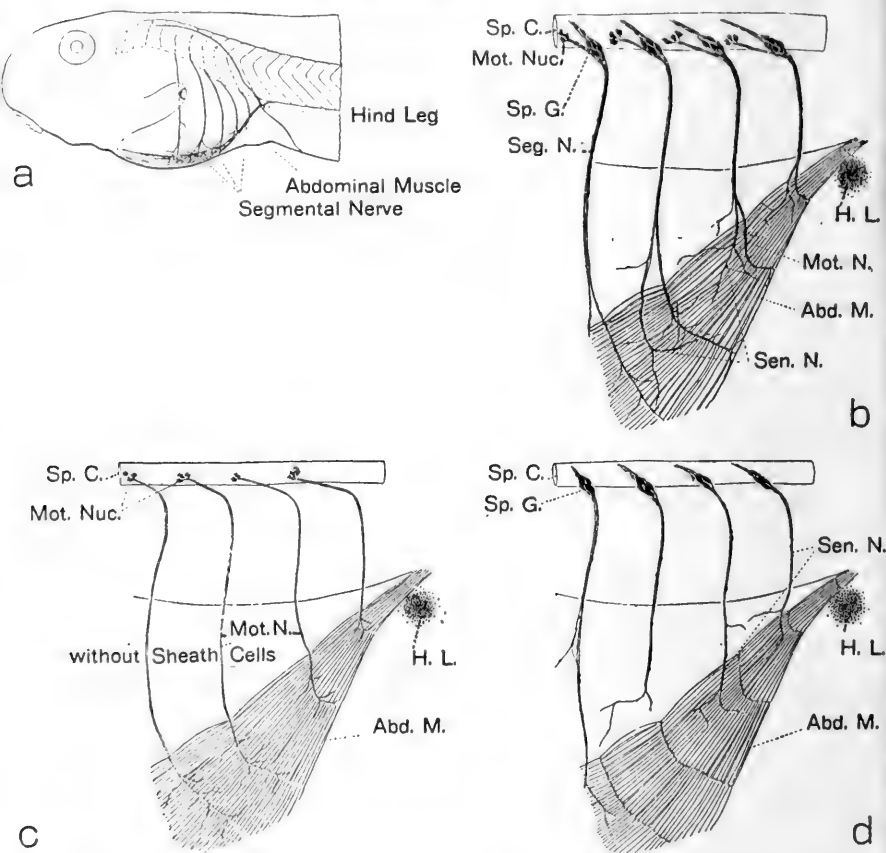 a
Hind Leg
Abdominal Muscle
Segmental Nerve
b
Sp. C.
Mot. Nuc.
Sp. G.
Seg. N.
H. L.
Mot. N.
Abd. M.
Sen. N.
c
Sp. C.
Mot. Nuc.
Mot. N.
without Sheath Cells
H. L.
Abd. M.
d
Sp. C.
Sp. G.
Sen. N.
H. L.
Abd. M.